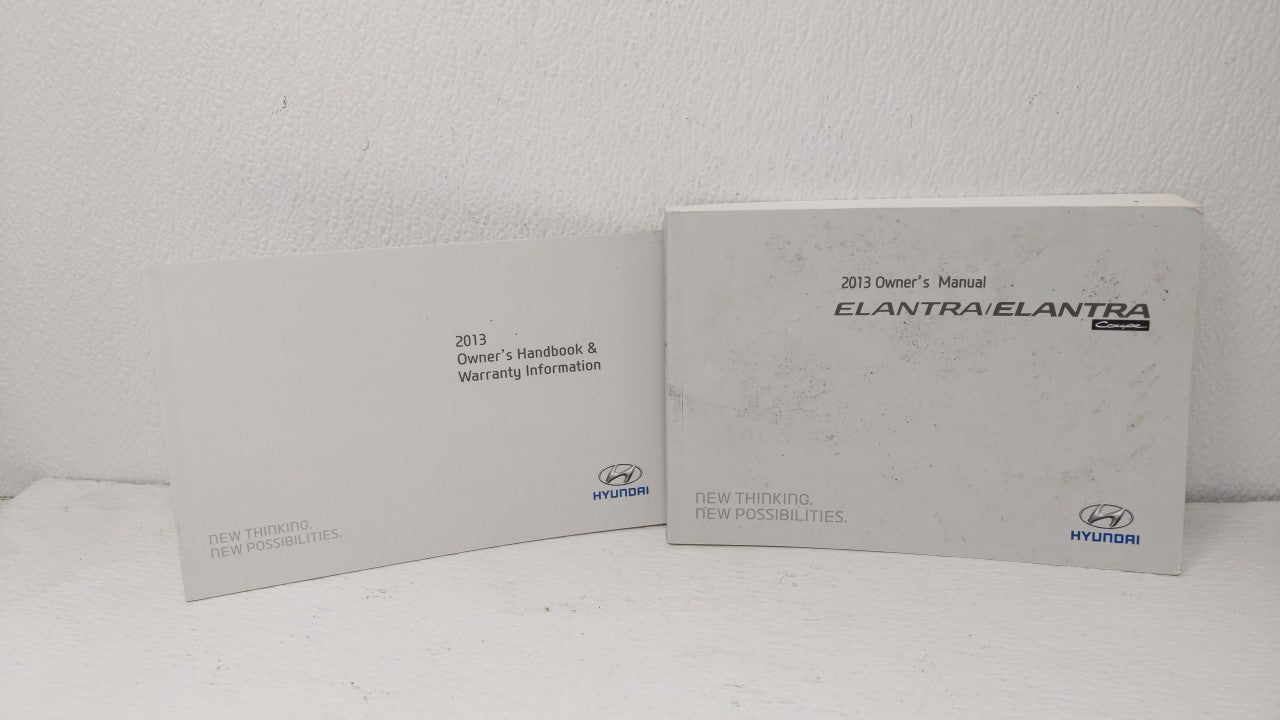 2013
Owner's Handbook &
Warranty Information
HYUNDAI
NEW THINKING.
NEW POSSIBILITIES.
2013 Owner's Manual
ELANTRA/ELANTRA
Coupe
NEW THINKING.
NEW POSSIBILITIES.
HYUNDAI